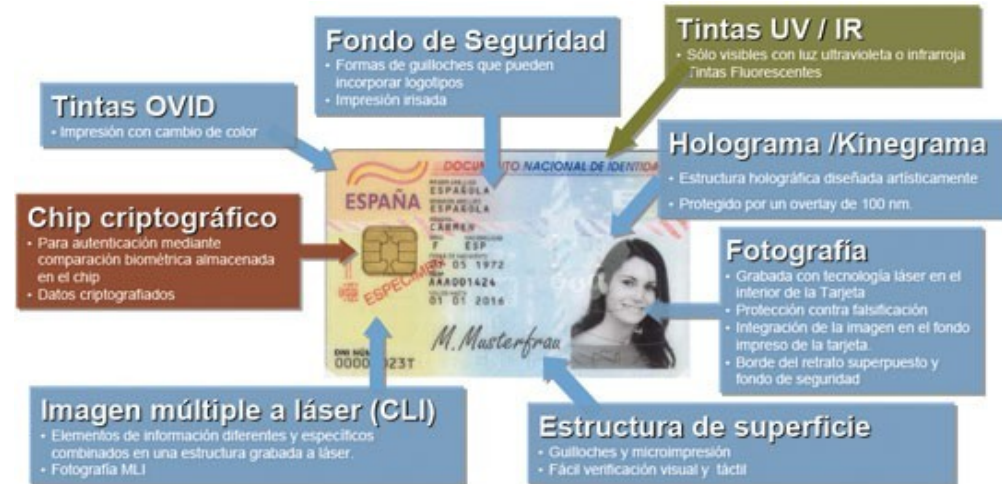 Fondo de Seguridad
• Formas de guilloches que pueden
incorporar logotipos
• Impresión irisada
Tintas UV / IR
• Sólo visibles con luz ultravioleta o infrarroja
Tintas Fluorescentes
Tintas OVID
• Impresión con cambio de color
Holograma /Kinegrama
• Estructura holográfica diseñada artísticamente
• Protegido por un overlay de 100 nm.
Chip criptográfico
• Para autenticación mediante
comparación biométrica almacenada
en el chip
• Datos criptografiados
DOCUMENTO NACIONAL DE IDENTIDA
ESPAÑA
ESPAÑOLA
ESPAÑOLA
CARMEN
F ESP
05 1972
AAA001424
01 01 2016
ESPECIMEN
M. Musterfrau
DNI NÚM
0000 023T
Fotografía
• Grabada con tecnología láser en el
interior de la Tarjeta
• Protección contra falsificación
• Integración de la imagen en el fondo
impreso de la tarjeta.
• Borde del retrato superpuesto y
fondo de seguridad
Imagen múltiple a láser (CLI)
• Elementos de información diferentes y específicos
combinados en una estructura grabada a láser.
• Fotografía MLI
Estructura de superficie
• Guilloches y microimpresión
• Fácil verificación visual y táctil